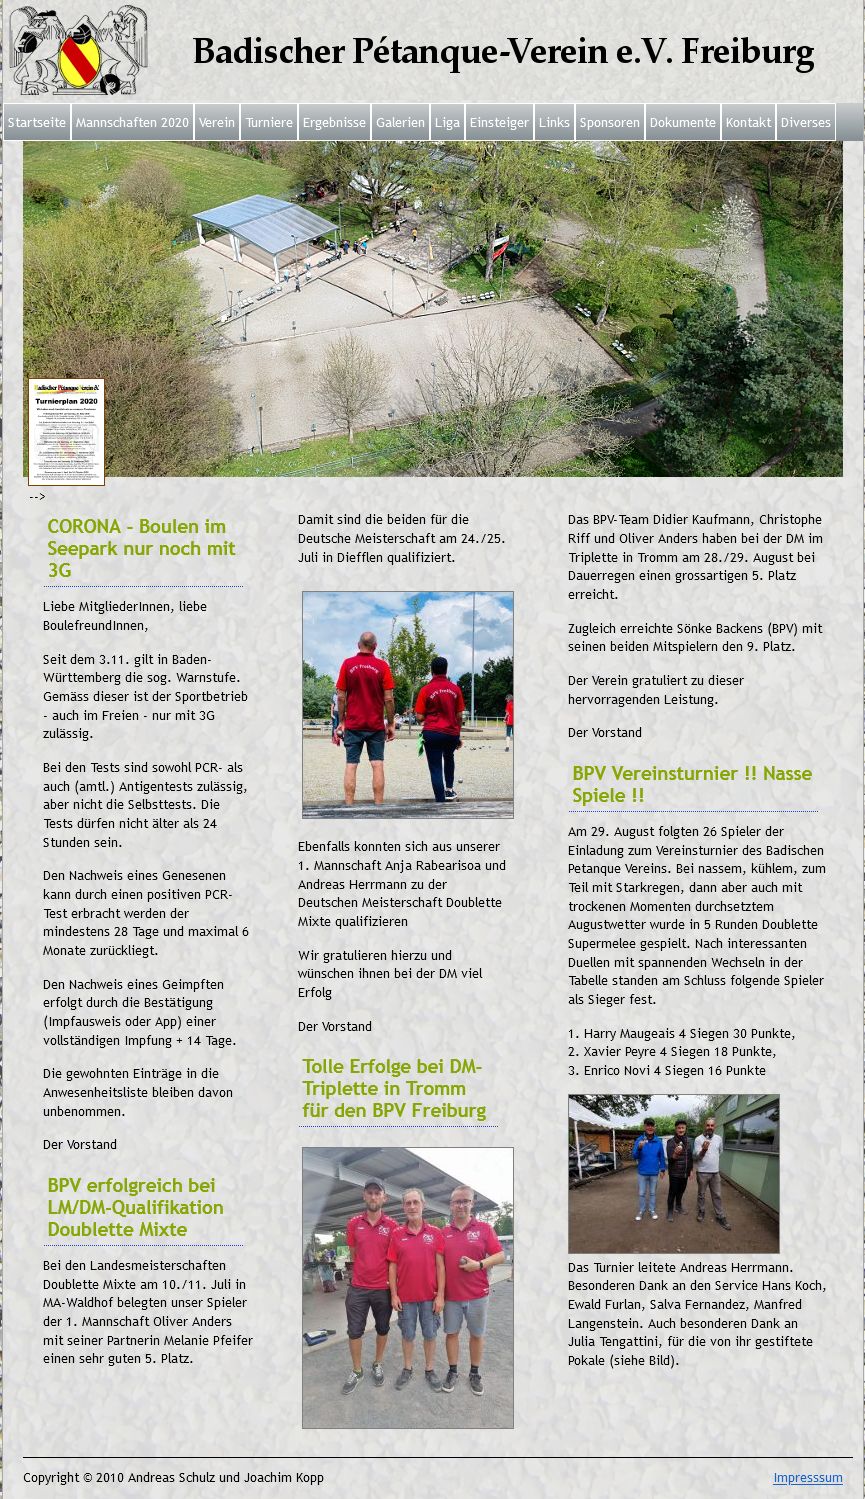 Badischer Pétanque-Verein e.V. Freiburg
Startseite Mannschaften 2020 Verein Turniere Ergebnisse Galerien Liga Einsteiger Links Sponsoren Dokumente Kontakt Diverses
Badischer Pétanque Verein e.V.
Turnierplan 2020
-->
CORONA - Boulen im
Seepark nur noch mit
3G
Liebe MitgliederInnen, liebe
BoulefreundInnen,
Seit dem 3.11. gilt in Baden-
Württemberg die sog. Warnstufe.
Gemäss dieser ist der Sportbetrieb
- auch im Freien - nur mit 3G
zulässig.
Bei den Tests sind sowohl PCR- als
auch (amtl.) Antigentests zulässig,
aber nicht die Selbsttests. Die
Tests dürfen nicht älter als 24
Stunden sein.
Den Nachweis eines Genesenen
kann durch einen positiven PCR-
Test erbracht werden der
mindestens 28 Tage und maximal 6
Monate zurückliegt.
Den Nachweis eines Geimpften
erfolgt durch die Bestätigung
(Impfausweis oder App) einer
vollständigen Impfung + 14 Tage.
Die gewohnten Einträge in die
Anwesenheitsliste bleiben davon
unbenommen.
Der Vorstand
BPV erfolgreich bei
LM/DM-Qualifikation
Doublette Mixte
Bei den Landesmeisterschaften
Doublette Mixte am 10./11. Juli in
MA-Waldhof belegten unser Spieler
der 1. Mannschaft Oliver Anders
mit seiner Partnerin Melanie Pfeifer
einen sehr guten 5. Platz.
Damit sind die beiden für die
Deutsche Meisterschaft am 24./25.
Juli in Diefflen qualifiziert.
BPV Freiburg
BPV Freiburg
Ebenfalls konnten sich aus unserer
1. Mannschaft Anja Rabearisoa und
Andreas Herrmann zu der
Deutschen Meisterschaft Doublette
Mixte qualifizieren
Wir gratulieren hierzu und
wünschen ihnen bei der DM viel
Erfolg
Der Vorstand
Tolle Erfolge bei DM-
Triplette in Tromm
für den BPV Freiburg
Das BPV-Team Didier Kaufmann, Christophe
Riff und Oliver Anders haben bei der DM im
Triplette in Tromm am 28./29. August bei
Dauerregen einen grossartigen 5. Platz
erreicht.
Zugleich erreichte Sönke Backens (BPV) mit
seinen beiden Mitspielern den 9. Platz.
Der Verein gratuliert zu dieser
hervorragenden Leistung.
Der Vorstand
BPV Vereinsturnier !! Nasse
Spiele !!
Am 29. August folgten 26 Spieler der
Einladung zum Vereinsturnier des Badischen
Petanque Vereins. Bei nassem, kühlem, zum
Teil mit Starkregen, dann aber auch mit
trockenen Momenten durchsetztem
Augustwetter wurde in 5 Runden Doublette
Supermelee gespielt. Nach interessanten
Duellen mit spannenden Wechseln in der
Tabelle standen am Schluss folgende Spieler
als Sieger fest.
1. Harry Maugeais 4 Siegen 30 Punkte,
2. Xavier Peyre 4 Siegen 18 Punkte,
3. Enrico Novi 4 Siegen 16 Punkte
Das Turnier leitete Andreas Herrmann.
Besonderen Dank an den Service Hans Koch,
Ewald Furlan, Salva Fernandez, Manfred
Langenstein. Auch besonderen Dank an
Julia Tengattini, für die von ihr gestiftete
Pokale (siehe Bild).
Copyright © 2010 Andreas Schulz und Joachim Kopp
Impresssum